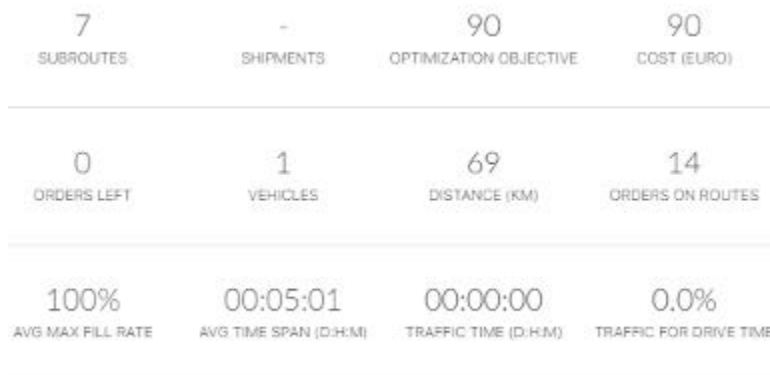 7 - 90 90
SUBROUTES SHIPMENTS OPTIMIZATION OBJECTIVE COST (EURO)
0 1 69 14
ORDERS LEFT VEHICLES DISTANCE (KM) ORDERS ON ROUTES
100% 00:05:01 00:00:00 0.0%
AVG MAX FILL RATE AVG TIME SPAN (D:H:M) TRAFFIC TIME (D:H:M) TRAFFIC FOR DRIVE TIME